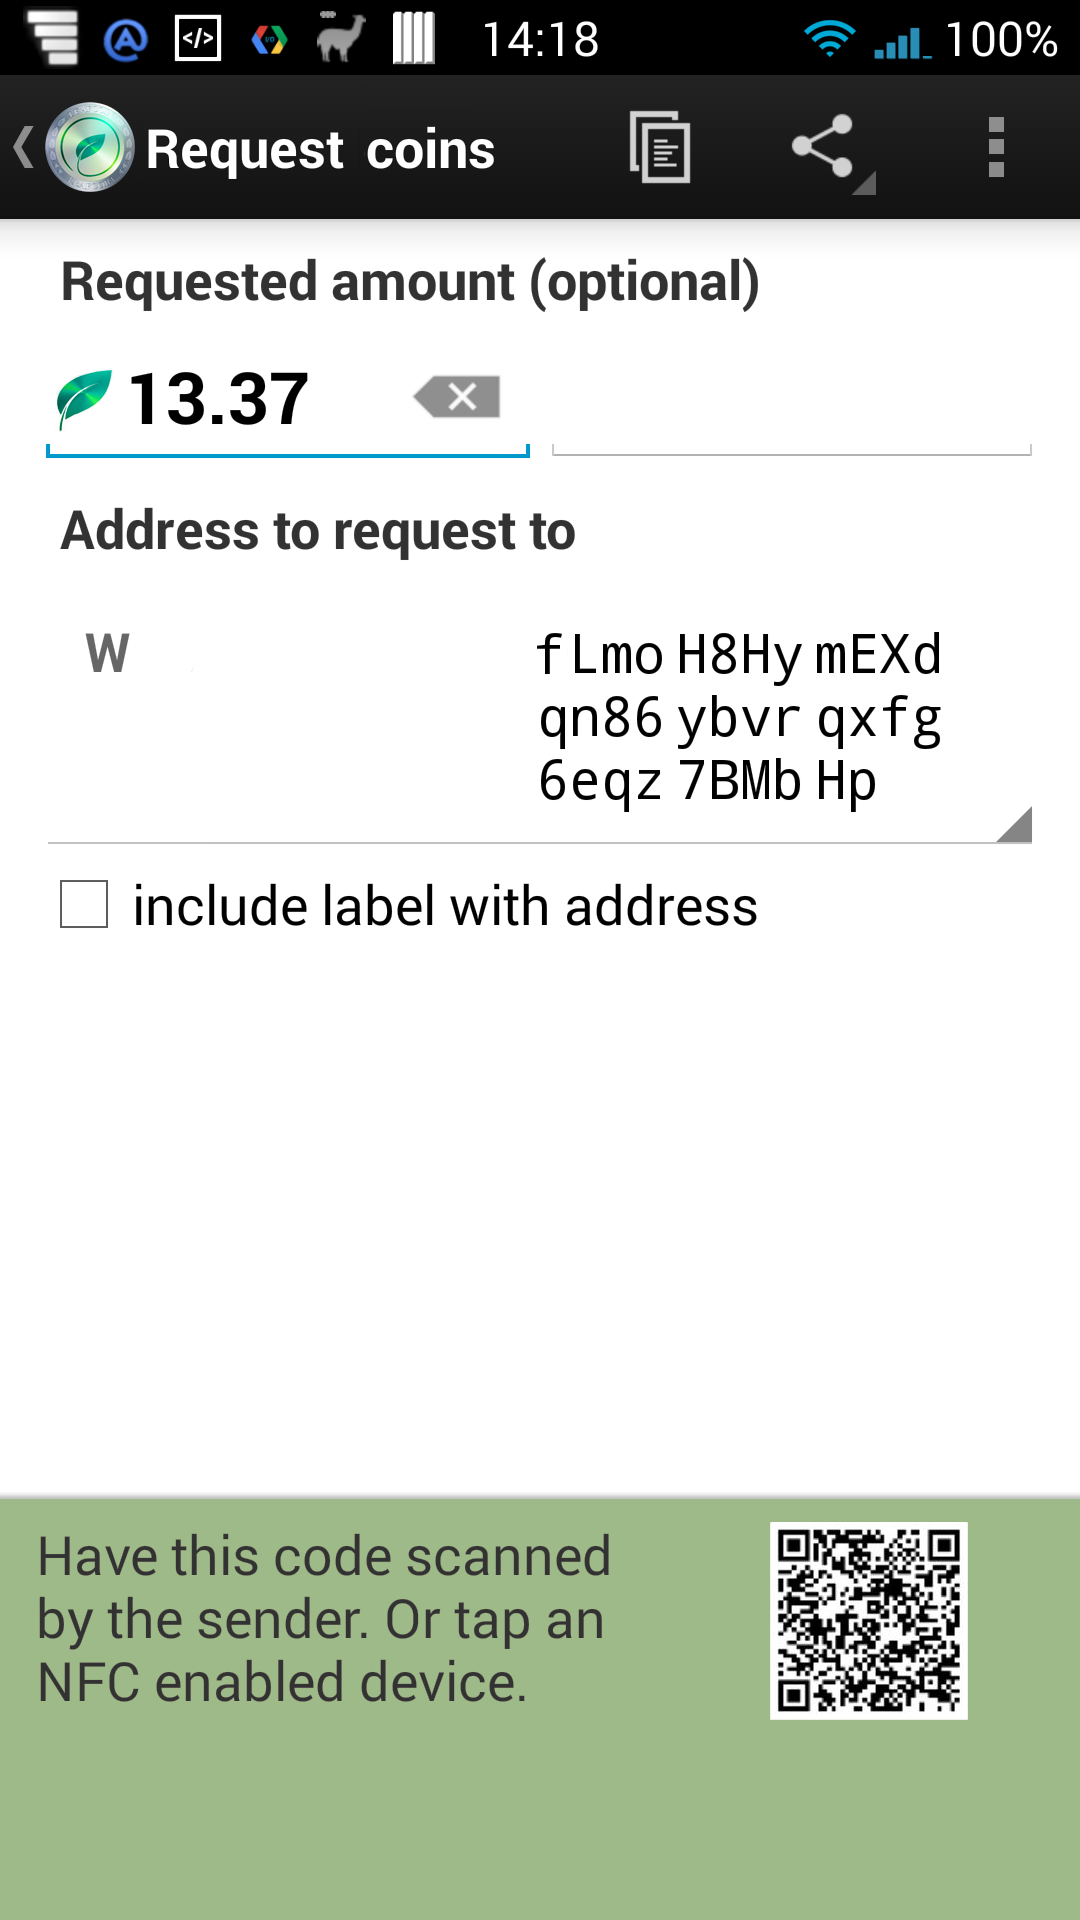 14:18 100%
Request coins
Requested amount (optional)
13.37
Address to request to
W fLmo H8Hy mEXd
qn86 ybvr qxfg
6eqz 7BMb Hp
include label with address
Have this code scanned
by the sender. Or tap an
NFC enabled device.